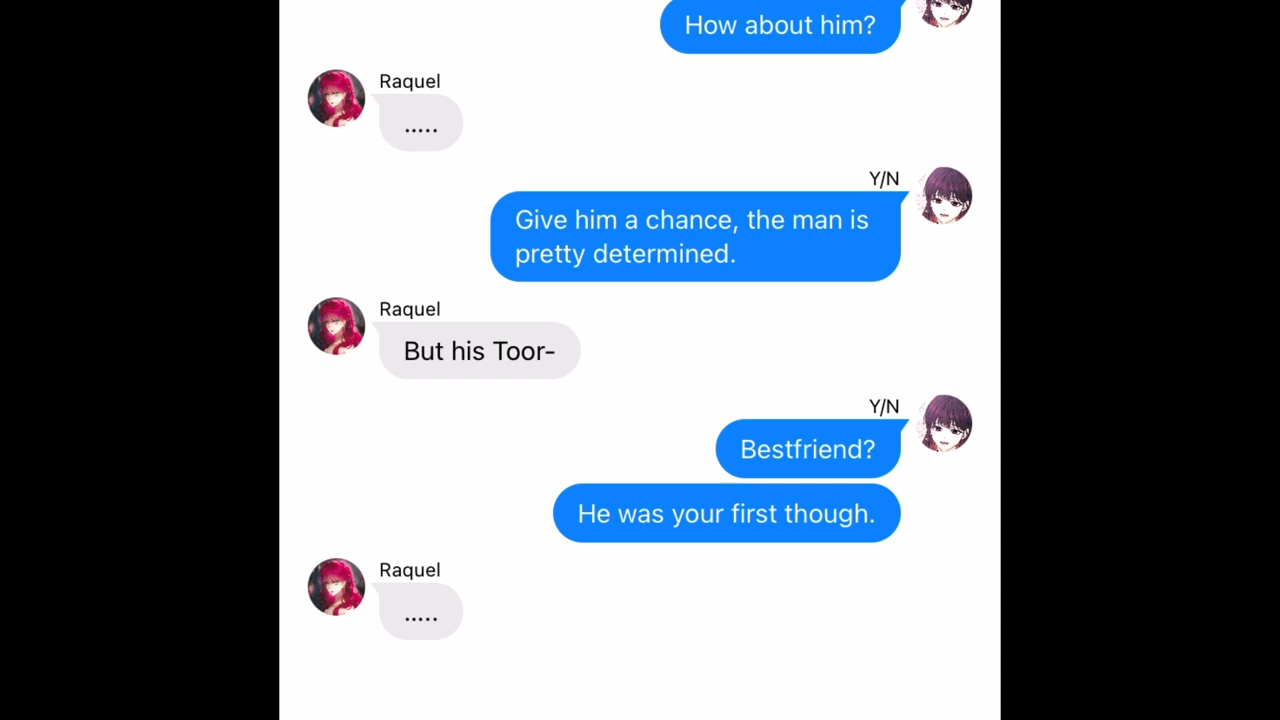 How about him?
Raquel
.....
Y/N
Give him a chance, the man is
pretty determined.
Raquel
But his Toor-
Y/N
Bestfriend?
He was your first though.
Raquel
.....